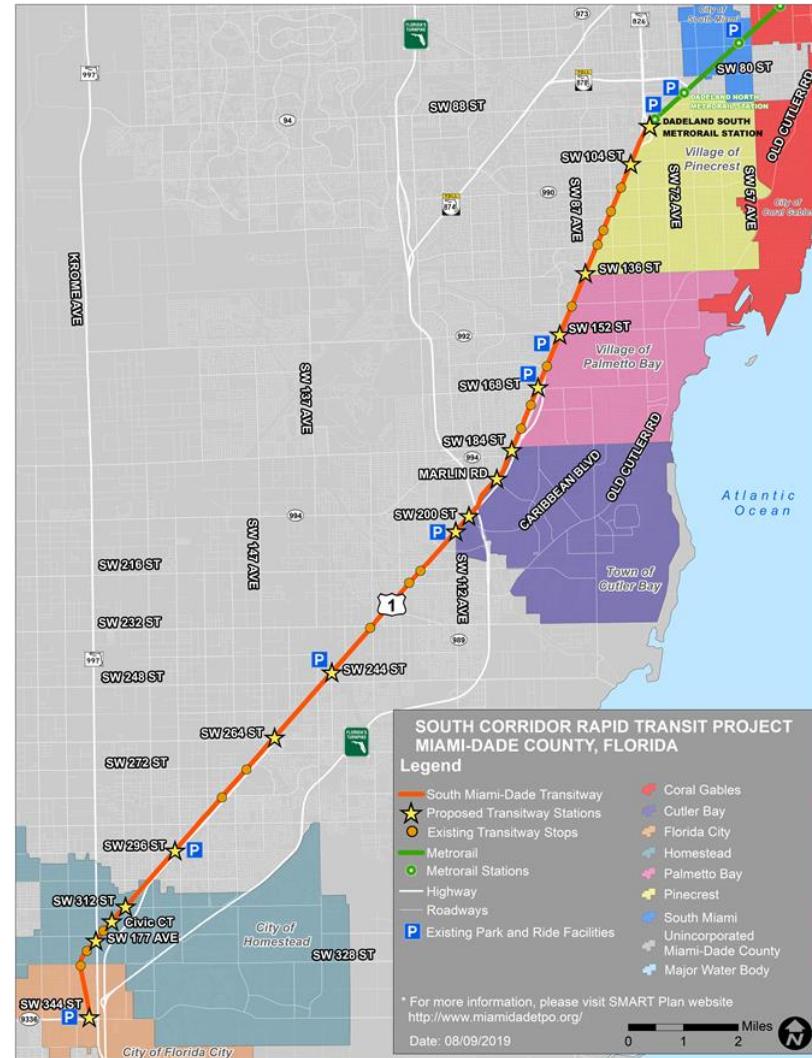 973
City of
South Miami
826
997
FLORIDA'S
TURNPIKE
P
SW 80 ST
TOLL
878
P
DADELAND NORTH
METRORAIL STATION
P
SW 88 ST
DADELAND SOUTH
METRORAIL STATION
OLD CUTLER RD
94
Village of
Pinecrest
SW 104 ST
SW 87 AVE
SW 72 AVE
SW 57 AVE
990
TOLL
874
City of
Coral Gables
KROME AVE
SW 136 ST
992
SW 152 ST
P
Village of
Palmetto Bay
P
SW 168 ST
SW 137 AVE
SW 184 ST
994
MARLIN RD
CARIBBEAN BLVD
OLD CUTLER RD
Atlantic
Ocean
SW 200 ST
P
994
SW 147 AVE
SW 112 AVE
SW 216 ST
Town of
Cutler Bay
1
SW 232 ST
989
997
P
SW 248 ST
SW 244 ST
SW 264 ST
FLORIDA'S
TURNPIKE
SW 272 ST
SW 296 ST
P
SW 312 ST
Civic CT
SW 177 AVE
City of
Homestead
SW 328 ST
SW 344 ST
9336
P
City of Florida City
SOUTH CORRIDOR RAPID TRANSIT PROJECT
MIAMI-DADE COUNTY, FLORIDA
Legend
South Miami-Dade Transitway
Proposed Transitway Stations
Existing Transitway Stops
Metrorail
Metrorail Stations
Highway
Roadways
P Existing Park and Ride Facilities
Coral Gables
Cutler Bay
Florida City
Homestead
Palmetto Bay
Pinecrest
South Miami
Unincorporated
Miami-Dade County
Major Water Body
* For more information, please visit SMART Plan website
http://www.miamidadetpo.org/
Date: 08/09/2019
0 1 2 Miles
N